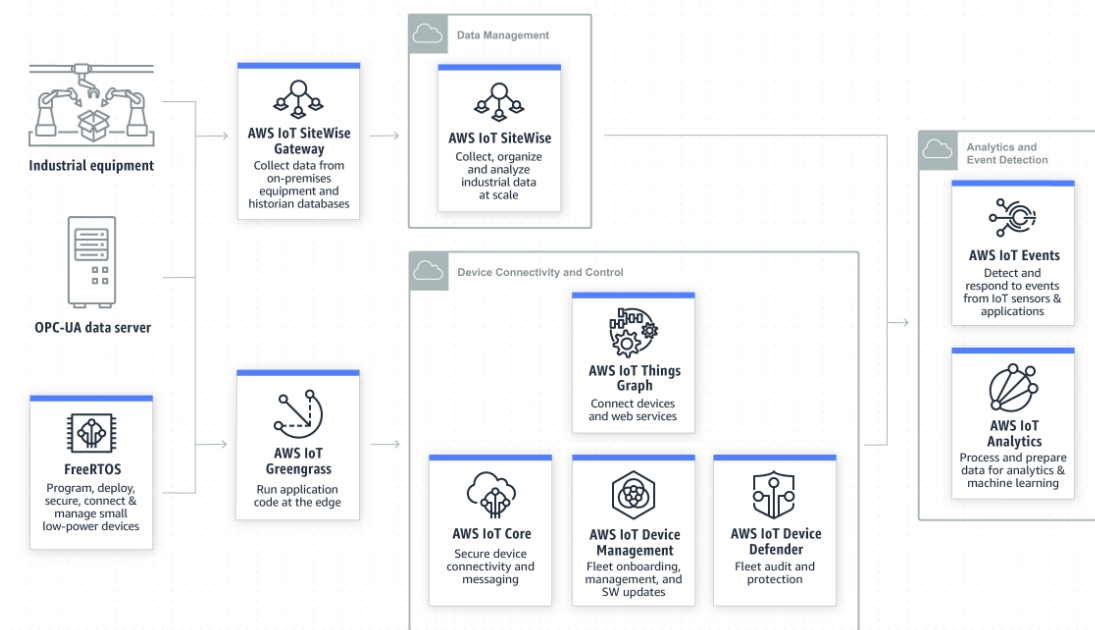 Industrial equipment
OPC-UA data server
FreeRTOS
Program, deploy,
secure, connect &
manage small
low-power devices
AWS IoT SiteWise
Gateway
Collect data from
on-premises
equipment and
historian databases
AWS IoT
Greengrass
Run application
code at the edge
Data Management
AWS IoT SiteWise
Collect, organize
and analyze
industrial data
at scale
Device Connectivity and Control
AWS IoT Things
Graph
Connect devices
and web services
AWS IoT Core
Secure device
connectivity and
messaging
AWS IoT Device
Management
Fleet onboarding,
management, and
SW updates
AWS IoT Device
Defender
Fleet audit and
protection
Analytics and
Event Detection
AWS IoT Events
Detect and
respond to events
from IoT sensors &
applications
AWS IoT
Analytics
Process and prepare
data for analytics &
machine learning